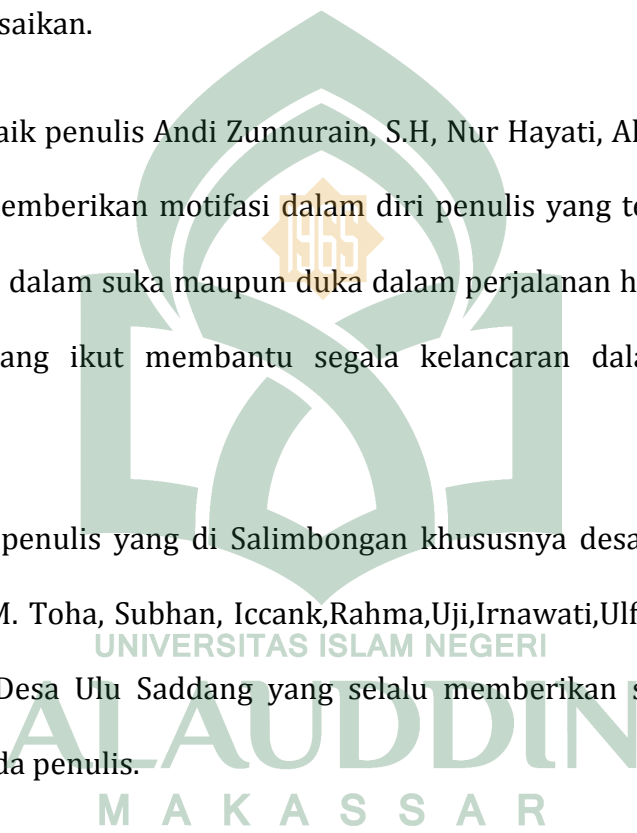 saikan.
aik penulis Andi Zunnurain, S.H, Nur Hayati, Al
emberikan motifasi dalam diri penulis yang te
1965
dalam suka maupun duka dalam perjalanan h
ang ikut membantu segala kelancaran dala
penulis yang di Salimbongan khususnya desa
M. Toha, Subhan, Iccank,Rahma,Uji,Irnawati,Ulf
UNIVERSITAS ISLAM NEGERI
Desa Ulu Saddang yang selalu memberikan s
ALAUDDIN
da penulis.
MAKASSAR